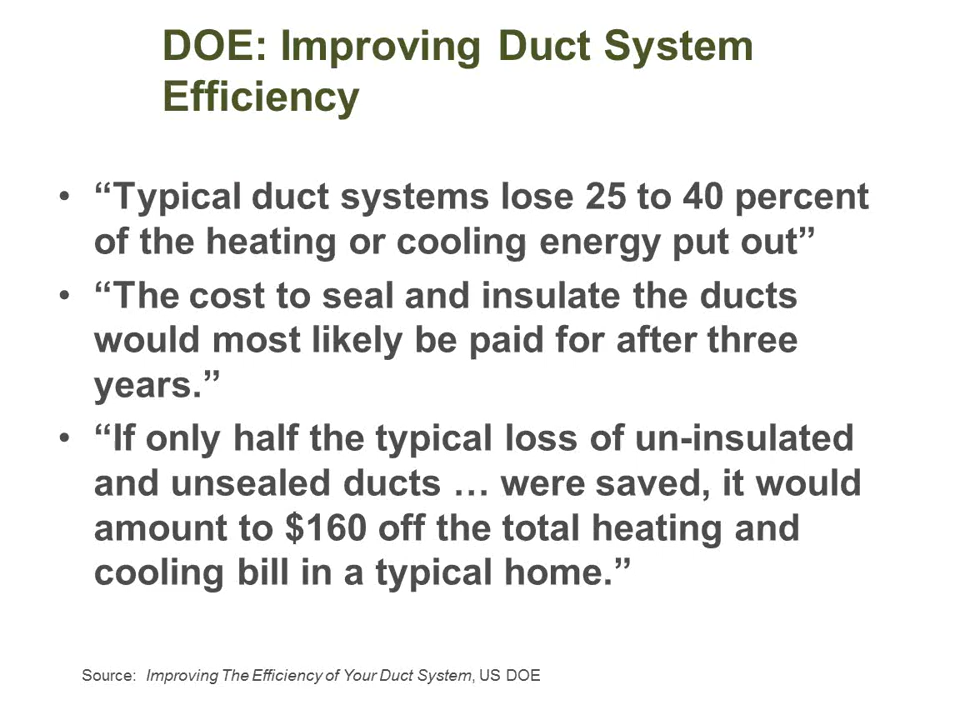 DOE: Improving Duct System
Efficiency
• “Typical duct systems lose 25 to 40 percent
of the heating or cooling energy put out”
• “The cost to seal and insulate the ducts
would most likely be paid for after three
years.”
• “If only half the typical loss of un-insulated
and unsealed ducts … were saved, it would
amount to $160 off the total heating and
cooling bill in a typical home.”
Source: Improving The Efficiency of Your Duct System, US DOE